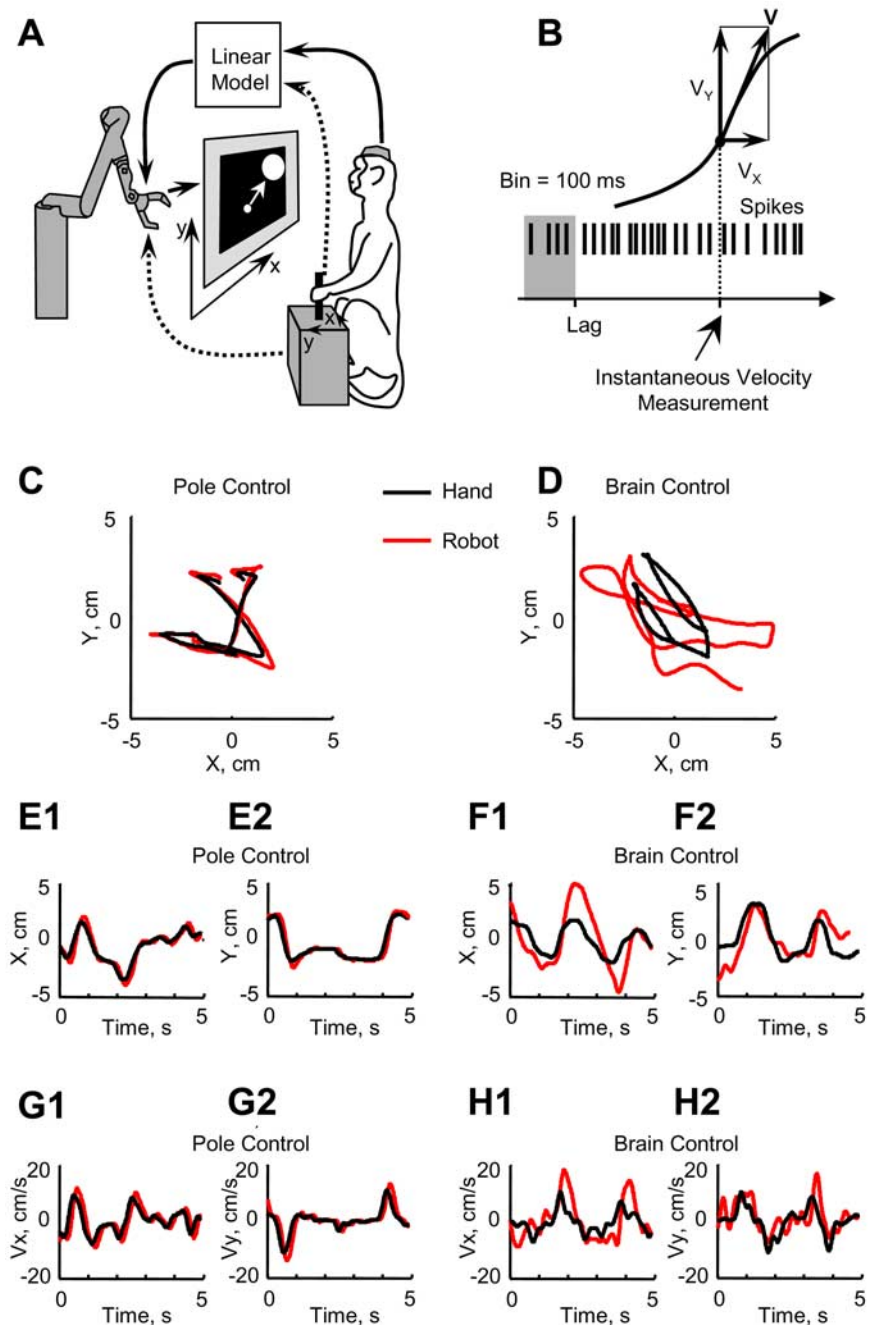 A
Linear
Model
y
x
x
y
B
V
V_Y
V_X
Bin = 100 ms
Spikes
Lag
Instantaneous Velocity
Measurement
C
Pole Control
Hand
Robot
D
Brain Control
5
0
-5
Y, cm
-5
0
5
X, cm
5
0
-5
Y, cm
-5
0
5
X, cm
E1
E2
F1
F2
Pole Control
Brain Control
5
0
-5
X, cm
0
5
Time, s
5
0
-5
Y, cm
0
5
Time, s
5
0
-5
X, cm
0
5
Time, s
5
0
-5
Y, cm
0
5
Time, s
G1
G2
H1
H2
Pole Control
Brain Control
20
0
-20
Vx, cm/s
0
5
Time, s
20
0
-20
Vy, cm/s
0
5
Time, s
20
0
-20
Vx, cm/s
0
5
Time, s
20
0
-20
Vy, cm/s
0
5
Time, s